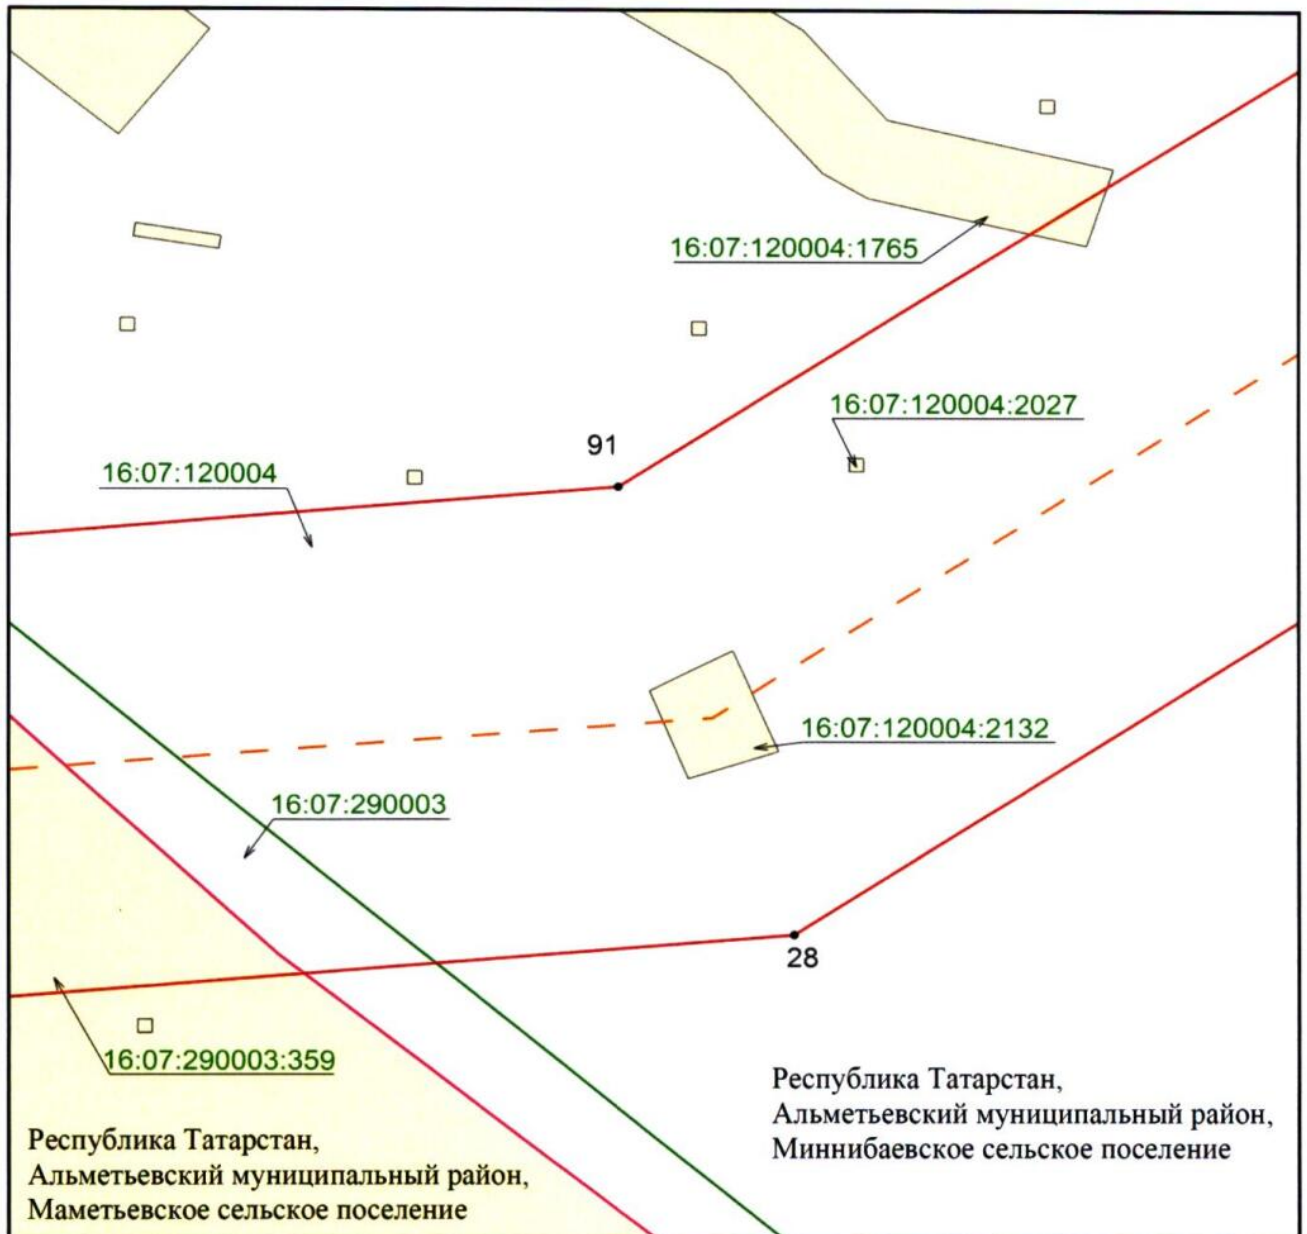 16:07:120004:1765
16:07:120004:2027
91
16:07:120004
16:07:120004:2132
16:07:290003
28
16:07:290003:359
Республика Татарстан,
Альметьевский муниципальный район,
Миннибаевское сельское поселение
Республика Татарстан,
Альметьевский муниципальный район,
Маметьевское сельское поселение